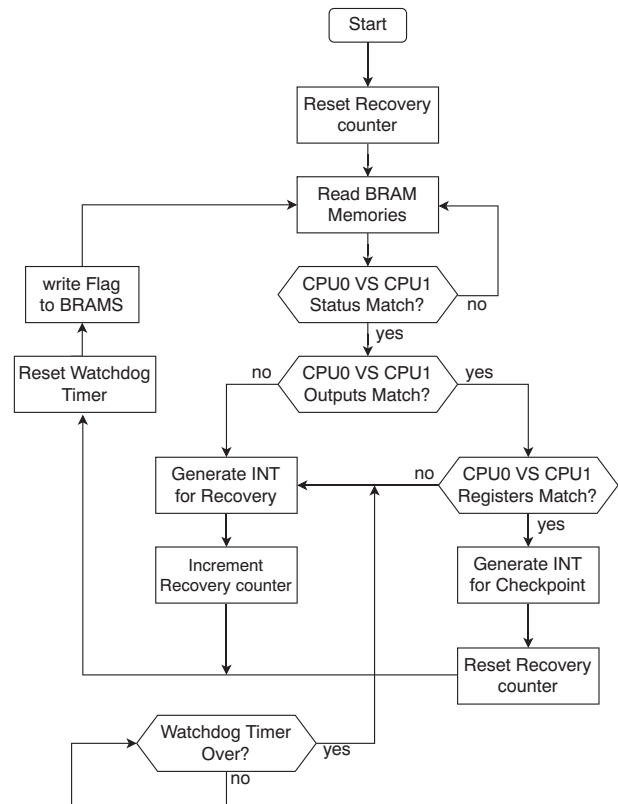 Start
Reset Recovery
counter
Read BRAM
Memories
CPU0 VS CPU1
Status Match?
no
yes
write Flag
to BRAMS
Reset Watchdog
Timer
CPU0 VS CPU1
Outputs Match?
no
yes
Generate INT
for Recovery
no
CPU0 VS CPU1
Registers Match?
yes
Increment
Recovery counter
Generate INT
for Checkpoint
Reset Recovery
counter
Watchdog Timer
Over?
yes
no